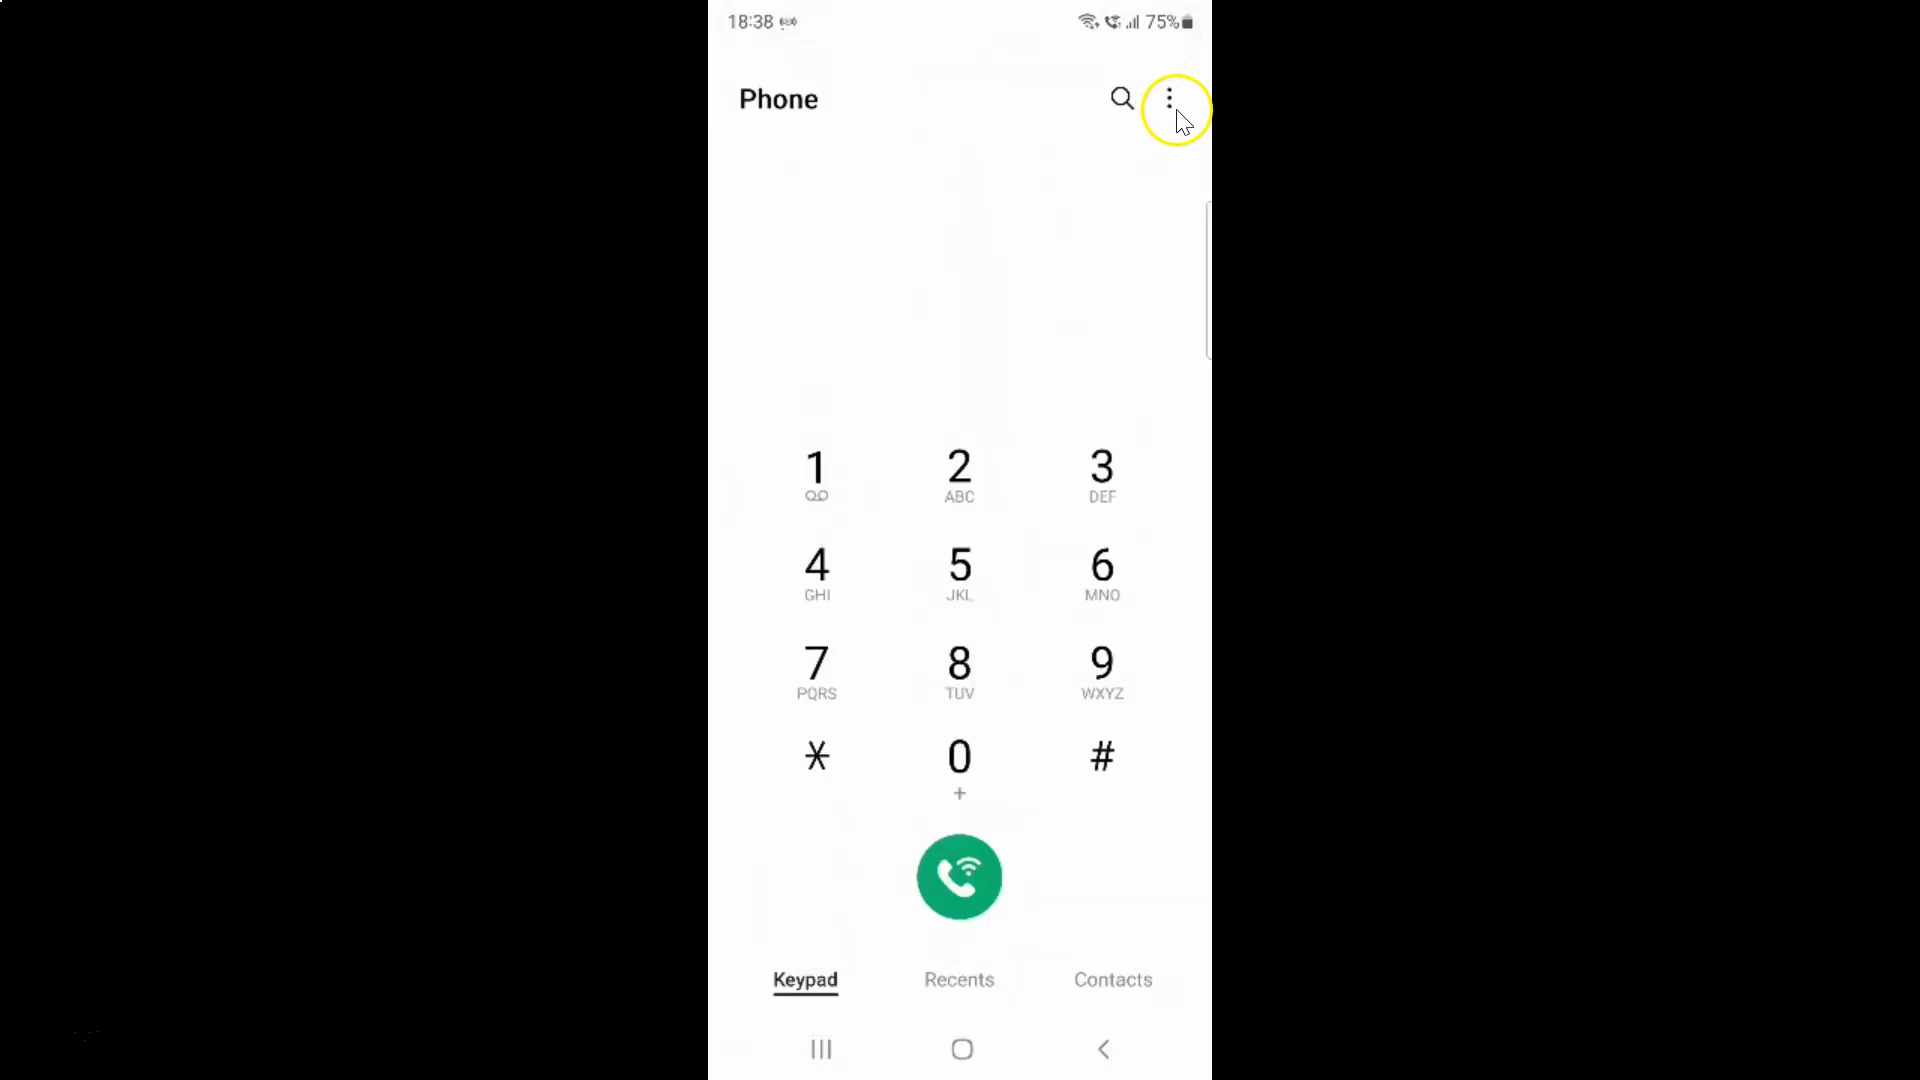 18:38 75%
Phone
1 2 3
ABC DEF
4 5 6
GHI JKL MNO
7 8 9
PQRS TUV WXYZ
* 0 #
+
Keypad Recents Contacts